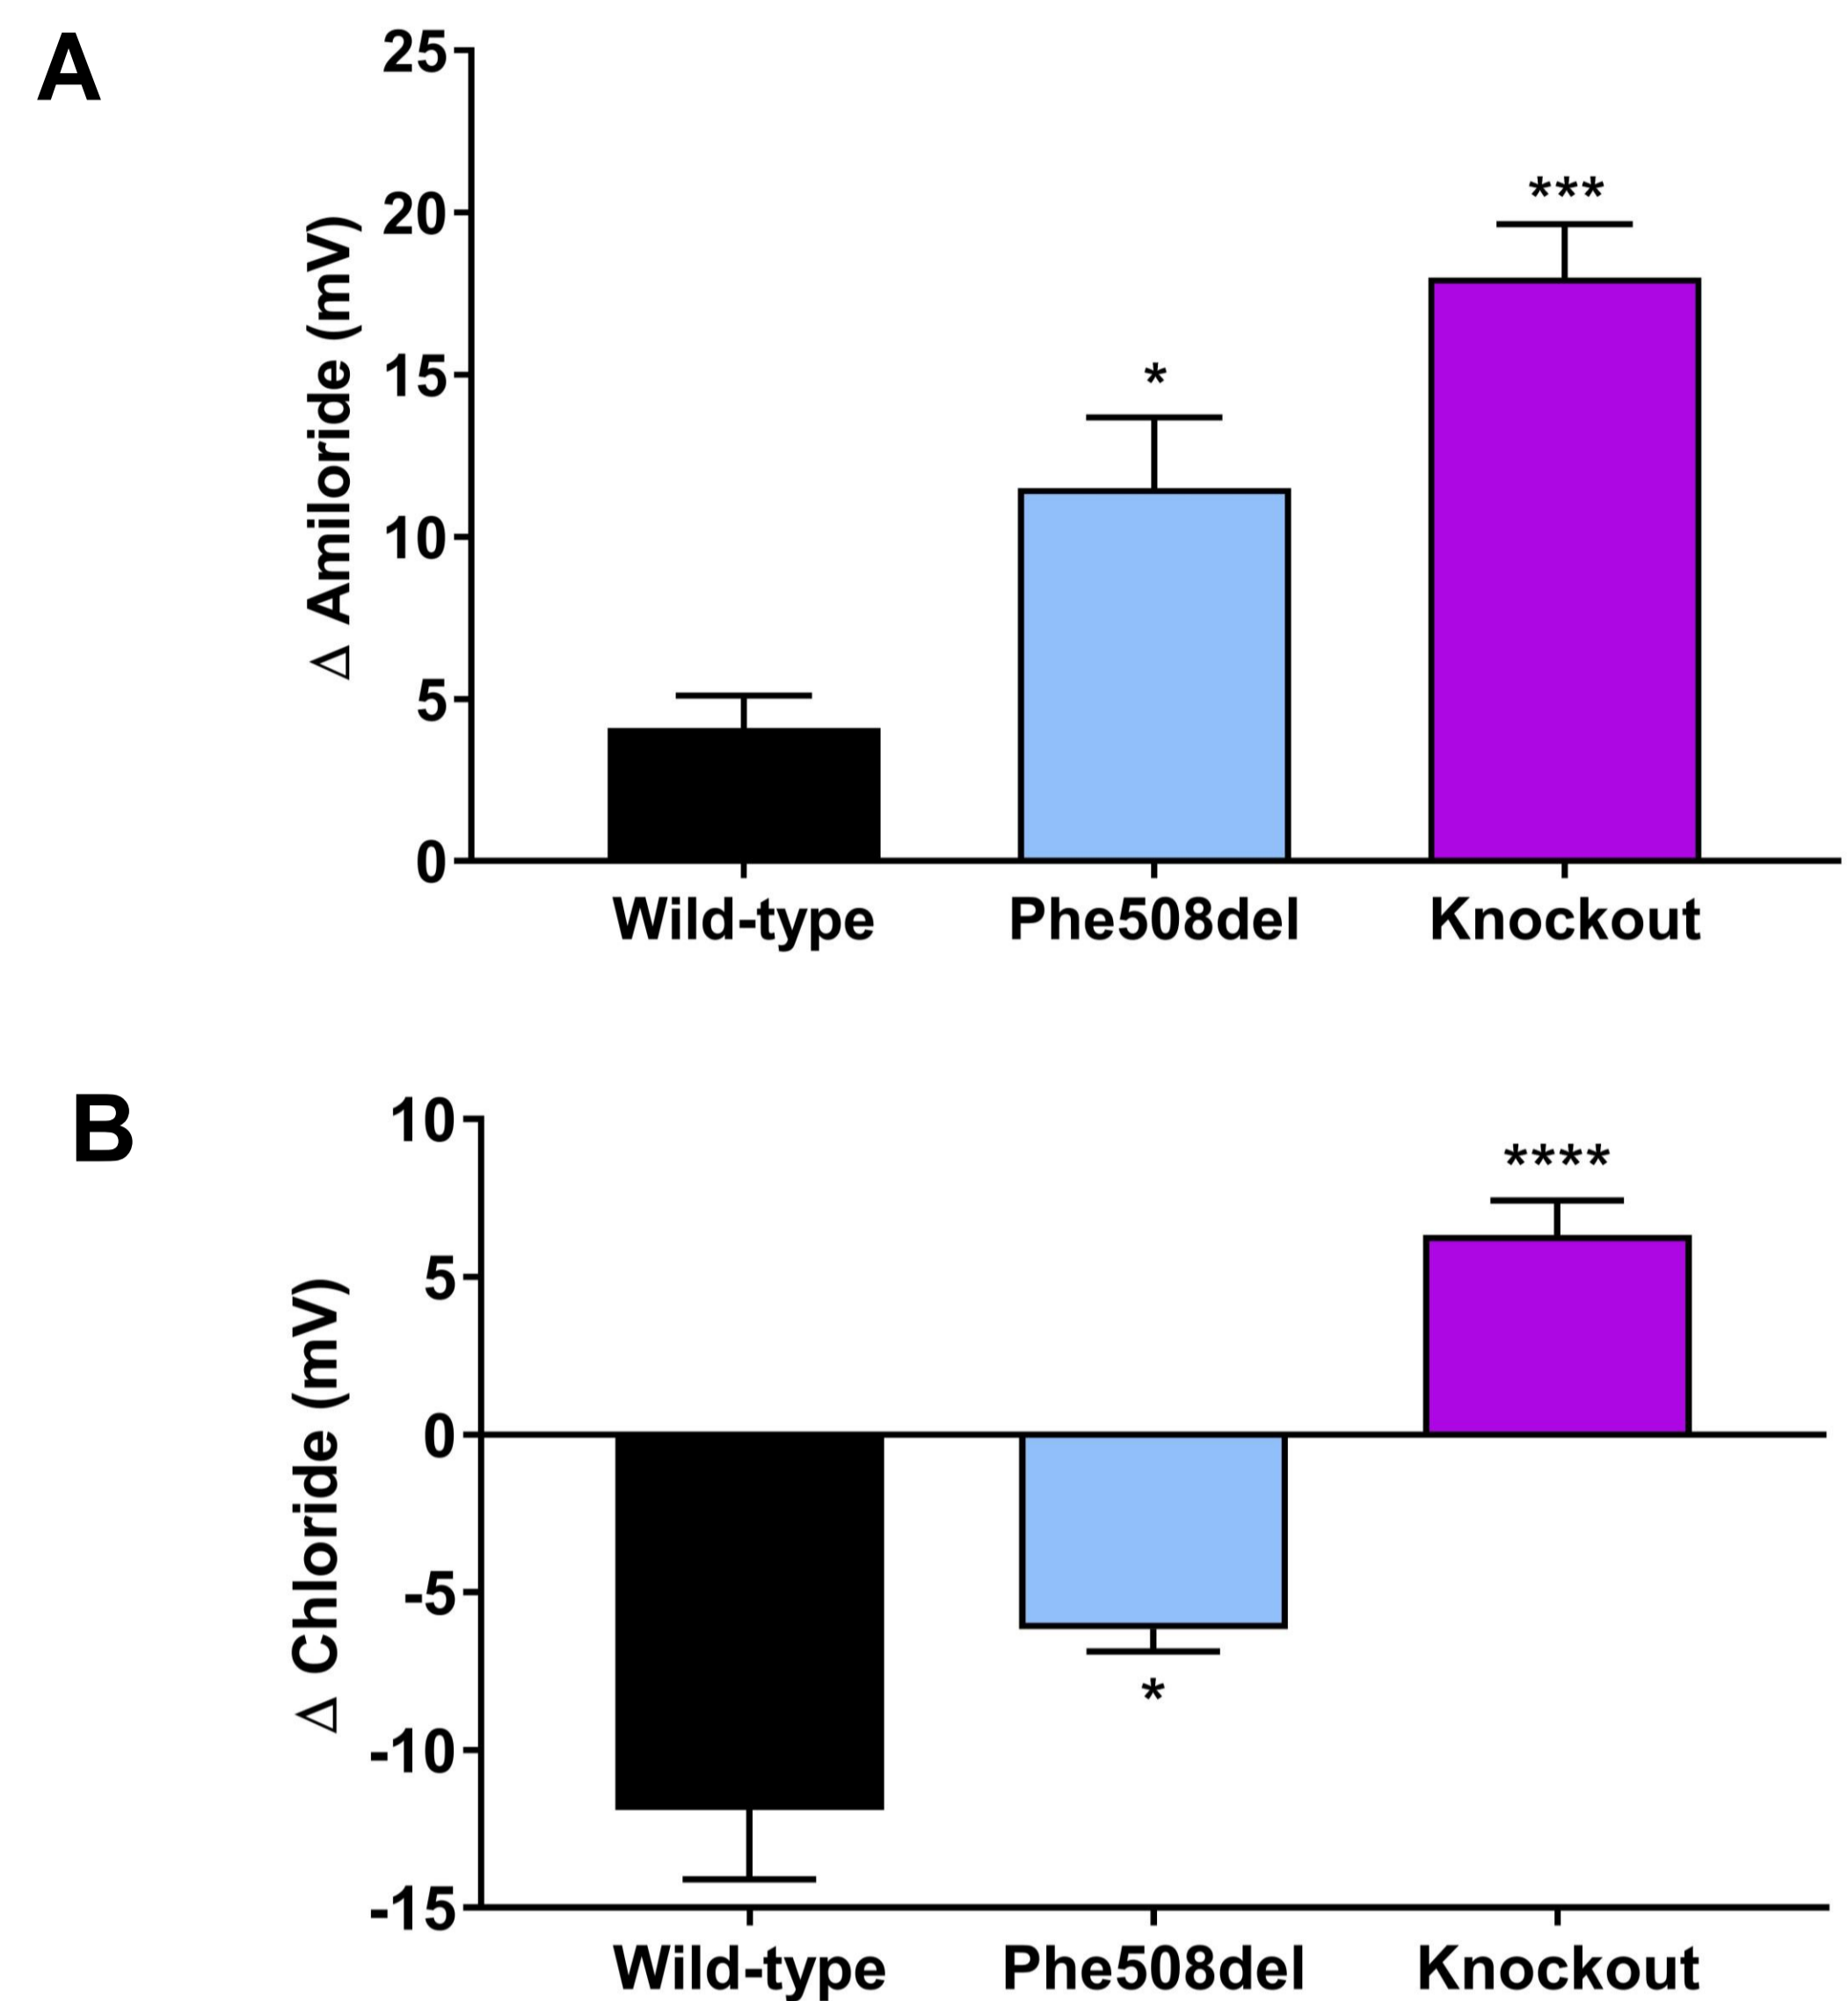 A
25
20
15
10
5
0
Δ Amiloride (mV)
*
***
Wild-type Phe508del Knockout
B
10
5
0
-5
-10
-15
Δ Chloride (mV)
****
*
Wild-type Phe508del Knockout